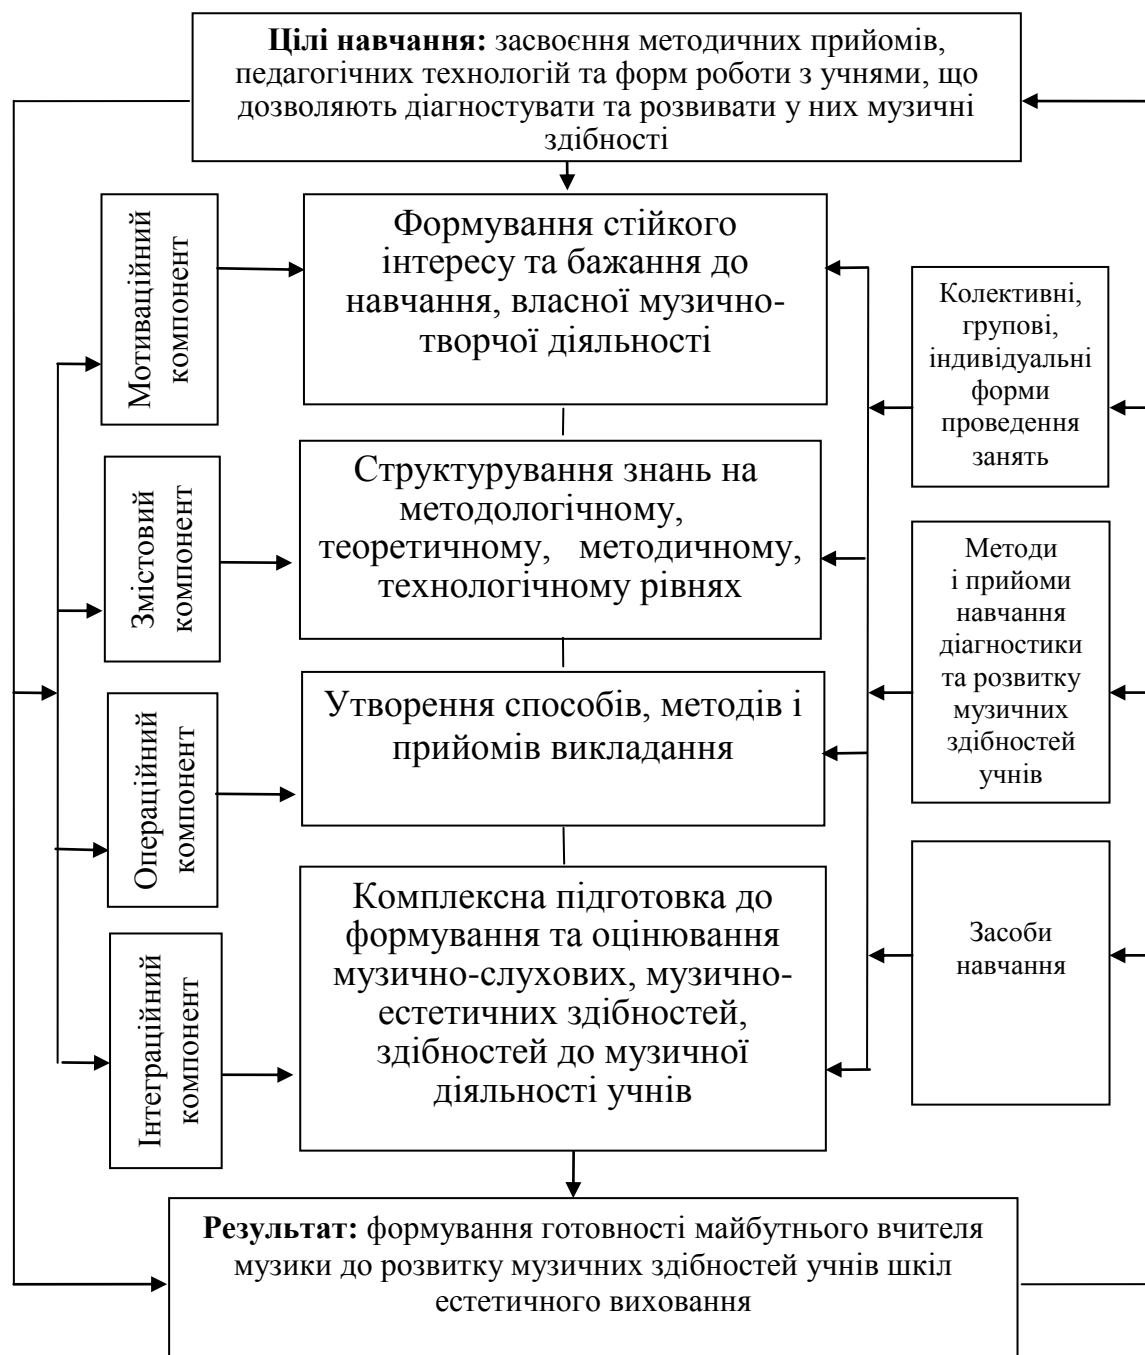 Цілі навчання: засвоєння методичних прийомів,
педагогічних технологій та форм роботи з учнями, що
дозволяють діагностувати та розвивати у них музичні
здібності
Мотиваційний
компонент
Формування стійкого
інтересу та бажання до
навчання, власної музично-
творчої діяльності
Колективні,
групові,
індивідуальні
форми
проведення
занять
Змістовий
компонент
Структурування знань на
методологічному,
теоретичному, методичному,
технологічному рівнях
Методи
і прийоми
навчання
діагностики
та розвитку
музичних
здібностей
учнів
Операційний
компонент
Утворення способів, методів і
прийомів викладання
Інтеграційний
компонент
Комплексна підготовка до
формування та оцінювання
музично-слухових, музично-
естетичних здібностей,
здібностей до музичної
діяльності учнів
Засоби
навчання
Результат: формування готовності майбутнього вчителя
музики до розвитку музичних здібностей учнів шкіл
естетичного виховання